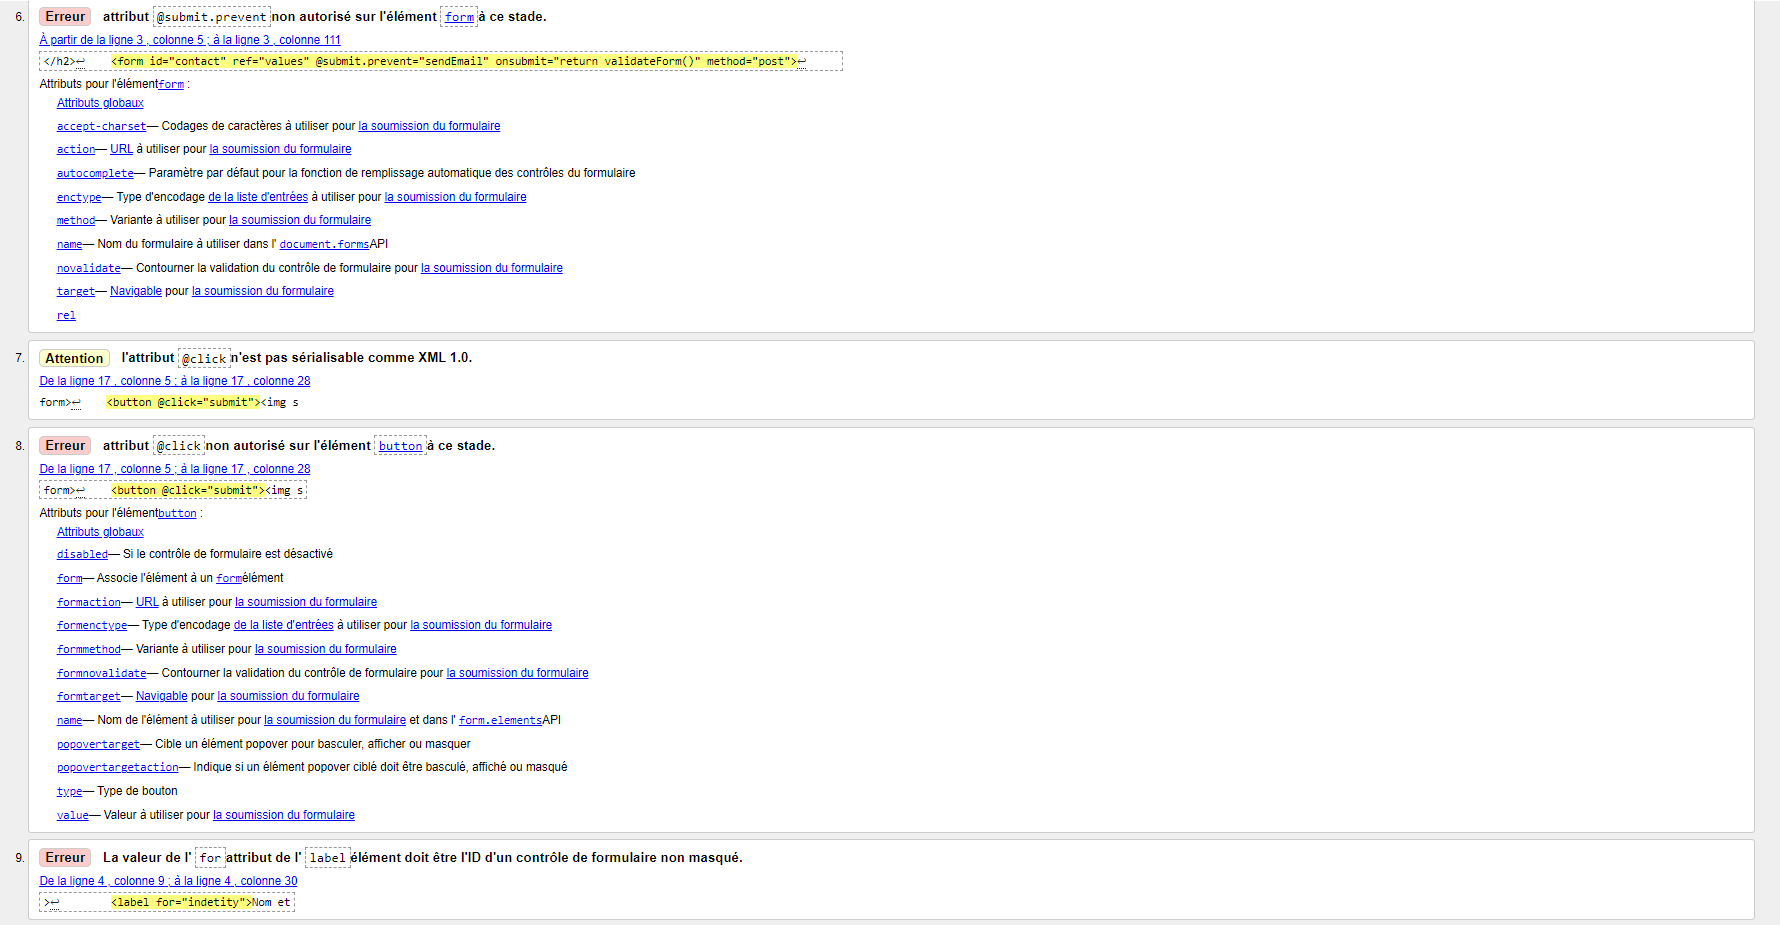 6. Erreur attribut @submit.prevent non autorisé sur l'élément form à ce stade.
À partir de la ligne 3 , colonne 5 ; à la ligne 3 , colonne 111
</h2>↩ <form id="contact" ref="values" @submit.prevent="sendEmail" onsubmit="return validateForm()" method="post">↩
Attributs pour l'élémentform :
Attributs globaux
accept-charset— Codages de caractères à utiliser pour la soumission du formulaire
action— URL à utiliser pour la soumission du formulaire
autocomplete— Paramètre par défaut pour la fonction de remplissage automatique des contrôles du formulaire
enctype— Type d'encodage de la liste d'entrées à utiliser pour la soumission du formulaire
method— Variante à utiliser pour la soumission du formulaire
name— Nom du formulaire à utiliser dans l' document.formsAPI
novalidate— Contourner la validation du contrôle de formulaire pour la soumission du formulaire
target— Navigable pour la soumission du formulaire
rel
7. Attention l'attribut @click n'est pas sérialisable comme XML 1.0.
De la ligne 17 , colonne 5 ; à la ligne 17 , colonne 28
form>↩ <button @click="submit"><img s
8. Erreur attribut @click non autorisé sur l'élément button à ce stade.
De la ligne 17 , colonne 5 ; à la ligne 17 , colonne 28
form>↩ <button @click="submit"><img s
Attributs pour l'élémentbutton :
Attributs globaux
disabled— Si le contrôle de formulaire est désactivé
form— Associe l'élément à un formélément
formaction— URL à utiliser pour la soumission du formulaire
formenctype— Type d'encodage de la liste d'entrées à utiliser pour la soumission du formulaire
formmethod— Variante à utiliser pour la soumission du formulaire
formnovalidate— Contourner la validation du contrôle de formulaire pour la soumission du formulaire
formtarget— Navigable pour la soumission du formulaire
name— Nom de l'élément à utiliser pour la soumission du formulaire et dans l' form.elementsAPI
popovertarget— Cible un élément popover pour basculer, afficher ou masquer
popovertargetaction— Indique si un élément popover ciblé doit être basculé, affiché ou masqué
type— Type de bouton
value— Valeur à utiliser pour la soumission du formulaire
9. Erreur La valeur de l' for attribut de l' label élément doit être l'ID d'un contrôle de formulaire non masqué.
De la ligne 4 , colonne 9 ; à la ligne 4 , colonne 30
>↩ <label for="indetity">Nom et